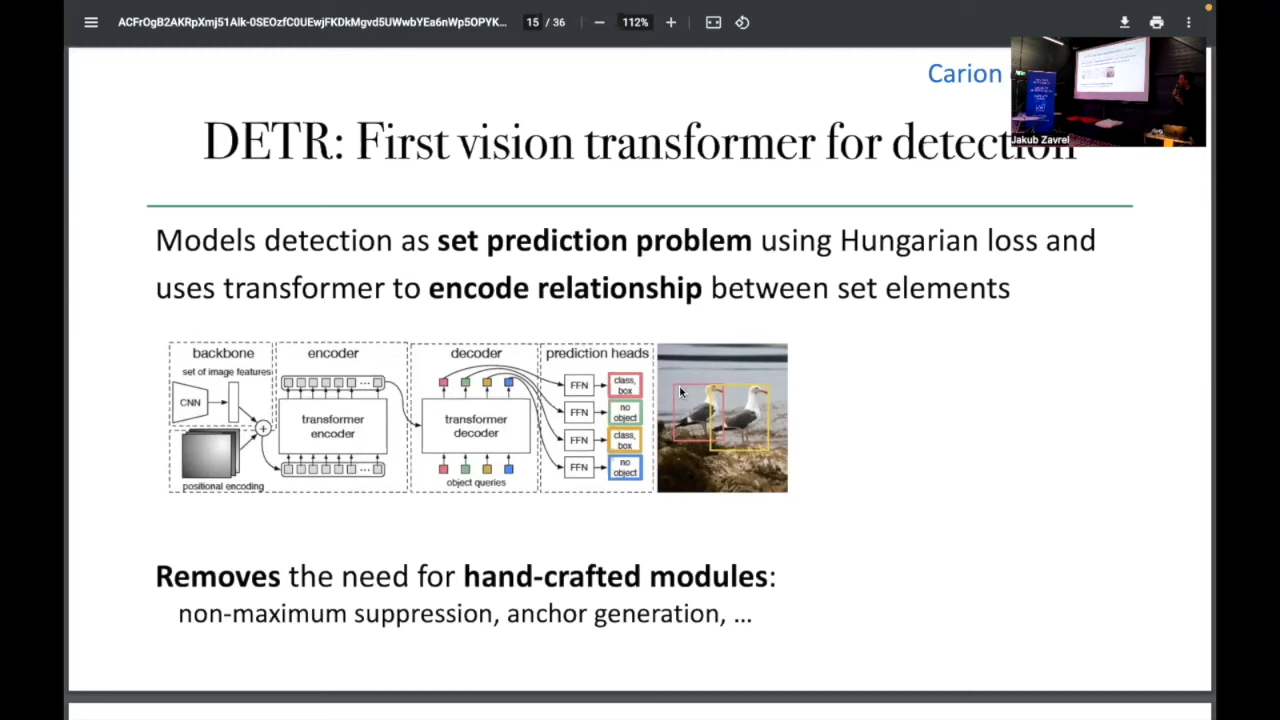 ACFrOgB2AKRpXmj51Alk-0SEOzfC0UEwjFKDkMgvd5UWwbYEa6nWp5OPYK...
15 / 36
112%
Carion
DETR: First vision transformer for detection
Jakub Zavrel
Models detection as set prediction problem using Hungarian loss and
uses transformer to encode relationship between set elements
backbone
set of image features
CNN
positional encoding
encoder
...
transformer
encoder
...
decoder
transformer
decoder
object queries
prediction heads
FFN
class,
box
FFN
no
object
FFN
class,
box
FFN
no
object
Removes the need for hand-crafted modules:
non-maximum suppression, anchor generation, ...